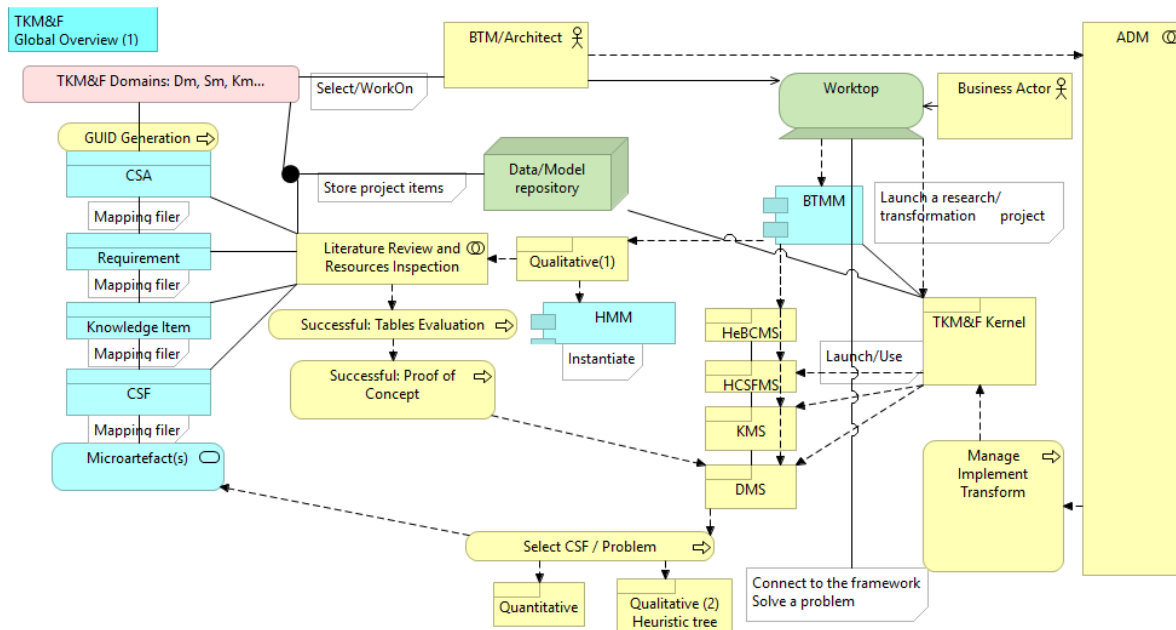 TKM&F
Global Overview (1)
BTM/Architect
ADM
TKM&F Domains: Dm, Sm, Km...
Select/WorkOn
Worktop
Business Actor
GUID Generation
CSA
Data/Model
repository
Store project items
Mapping filer
BTMM
Launch a research/
transformation project
Requirement
Literature Review and
Resources Inspection
Qualitative(1)
Mapping filer
Knowledge Item
Successful: Tables Evaluation
HMM
HeBCMS
TKM&F Kernel
Mapping filer
Instantiate
Launch/Use
CSF
Successful: Proof of
Concept
HCSFMS
Mapping filer
KMS
Microartefact(s)
Manage
Implement
Transform
DMS
Select CSF / Problem
Connect to the framework
Solve a problem
Quantitative
Qualitative (2)
Heuristic tree